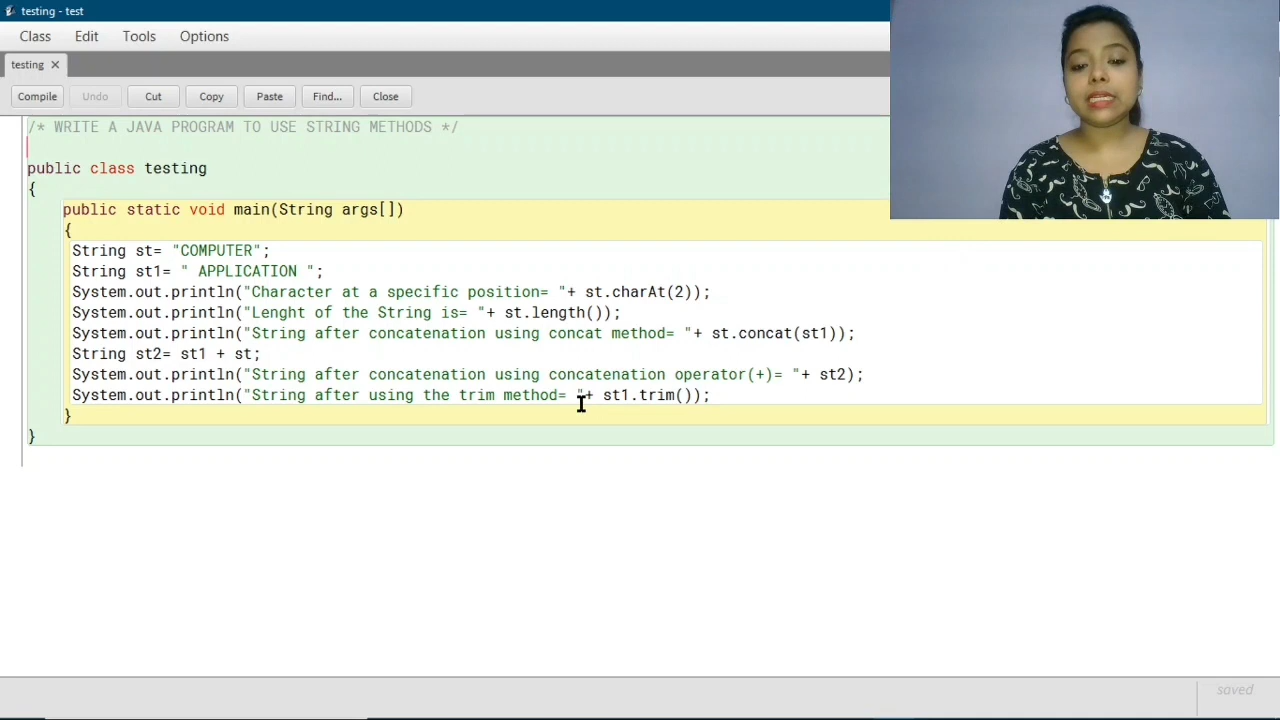 testing - test
Class Edit Tools Options
testing ✕
Compile Undo Cut Copy Paste Find... Close
/* WRITE A JAVA PROGRAM TO USE STRING METHODS */
public class testing
{
public static void main(String args[])
{
String st= "COMPUTER";
String st1= " APPLICATION ";
System.out.println("Character at a specific position= "+ st.charAt(2));
System.out.println("Lenght of the String is= "+ st.length());
System.out.println("String after concatenation using concat method= "+ st.concat(st1));
String st2= st1 + st;
System.out.println("String after concatenation using concatenation operator(+)= "+ st2);
System.out.println("String after using the trim method= "+ st1.trim());
}
}
saved